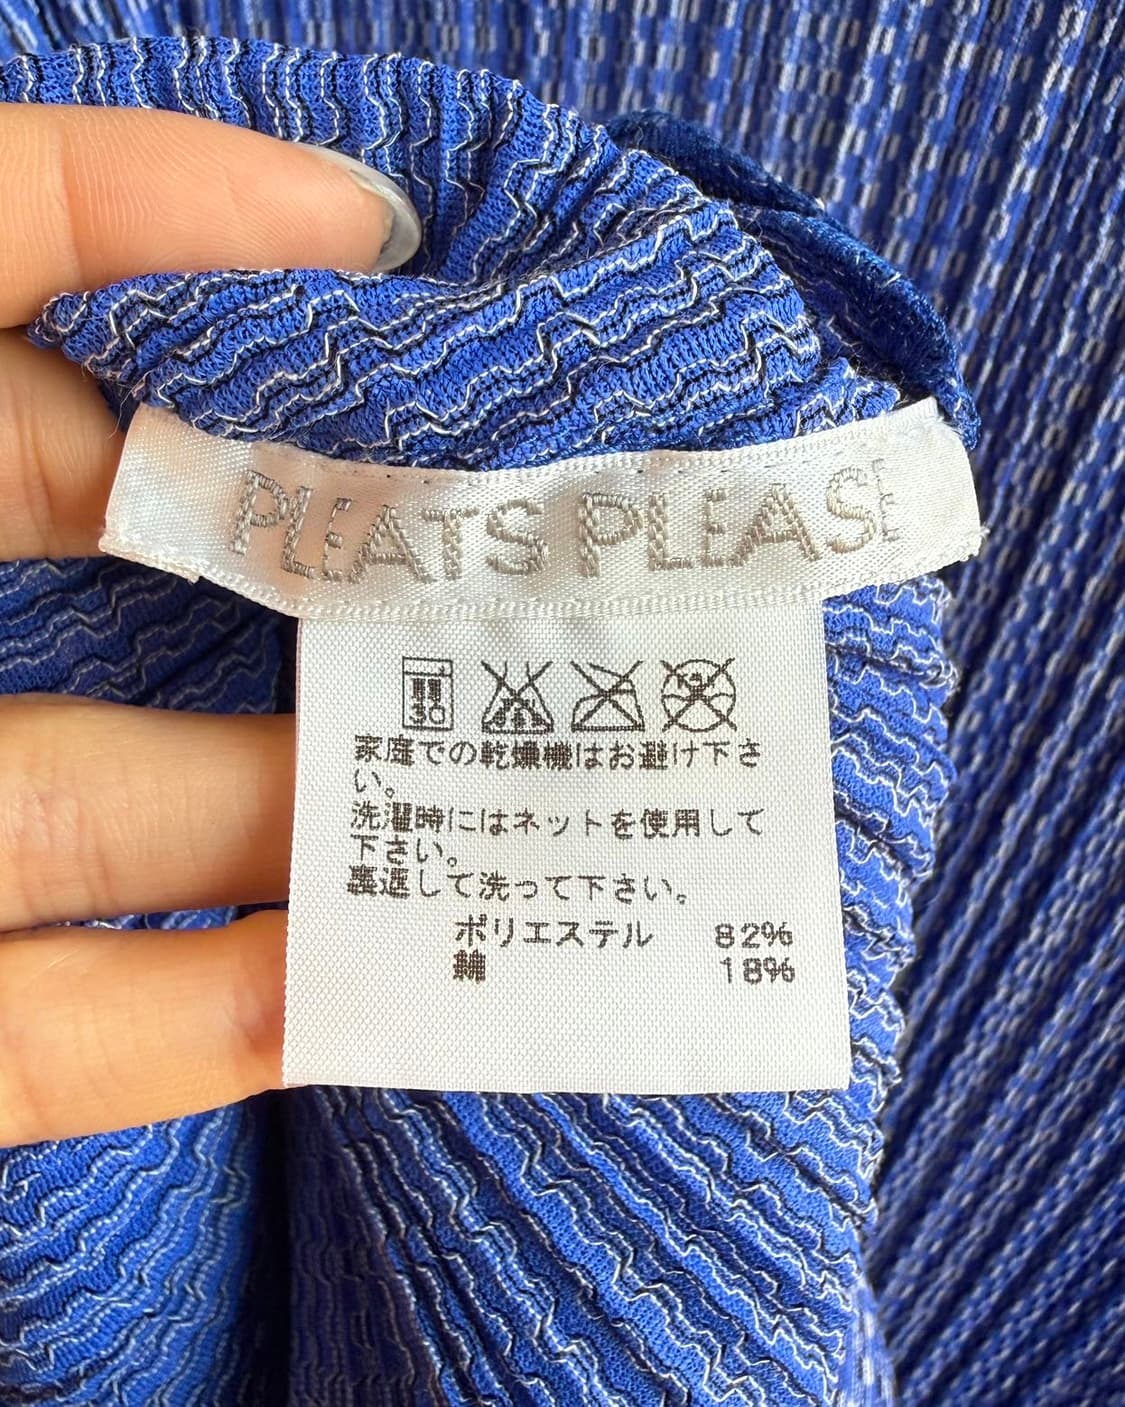 PLEATS PLEASE
30
家庭での乾燥機はお避け下さ
い。
洗濯時にはネットを使用して
下さい。
裏返して洗って下さい。
ポリエステル 82%
綿 18%